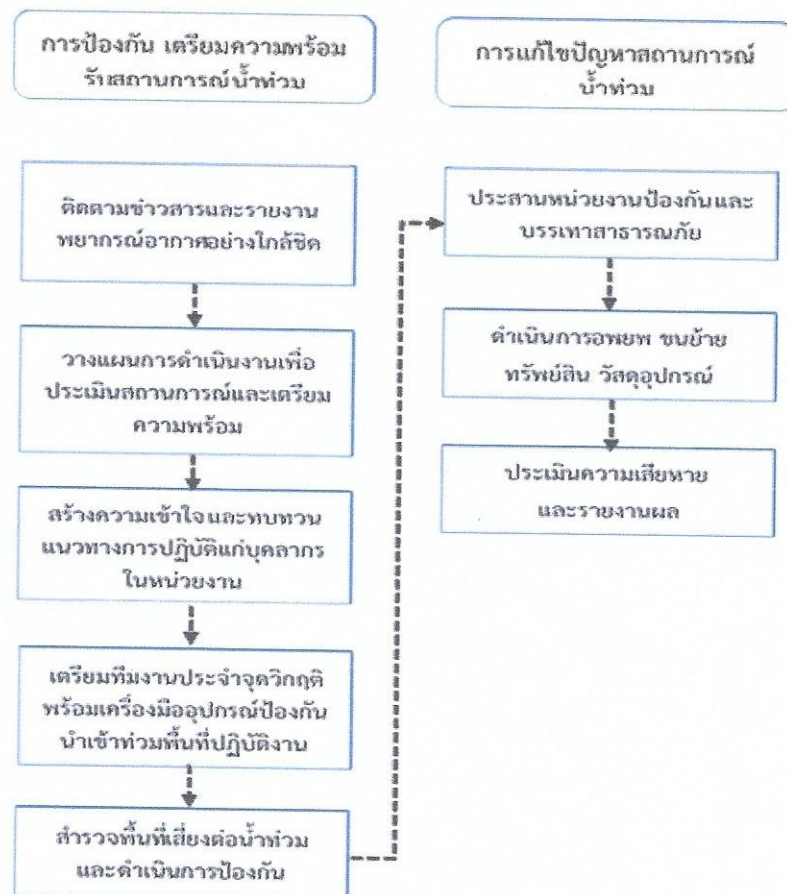 การป้องกัน เตรียมความพร้อม
รับสถานการณ์น้ำท่วม
ติดตามข่าวสารและรายงาน
พยากรณ์อากาศอย่างใกล้ชิด
วางแผนการดำเนินงานเพื่อ
ประเมินสถานการณ์และเตรียม
ความพร้อม
สร้างความเข้าใจและทบทวน
แนวทางการปฏิบัติแก่บุคลากร
ในหน่วยงาน
เตรียมทีมงานประจำจุดวิกฤติ
พร้อมเครื่องมืออุปกรณ์ป้องกัน
นำเข้าท่วมพื้นที่ปฏิบัติงาน
สำรวจพื้นที่เสี่ยงต่อน้ำท่วม
และดำเนินการป้องกัน
การแก้ไขปัญหาสถานการณ์
น้ำท่วม
ประสานหน่วยงานป้องกันและ
บรรเทาสาธารณภัย
ดำเนินการอพยพ ขนย้าย
ทรัพย์สิน วัสดุอุปกรณ์
ประเมินความเสียหาย
และรายงานผล